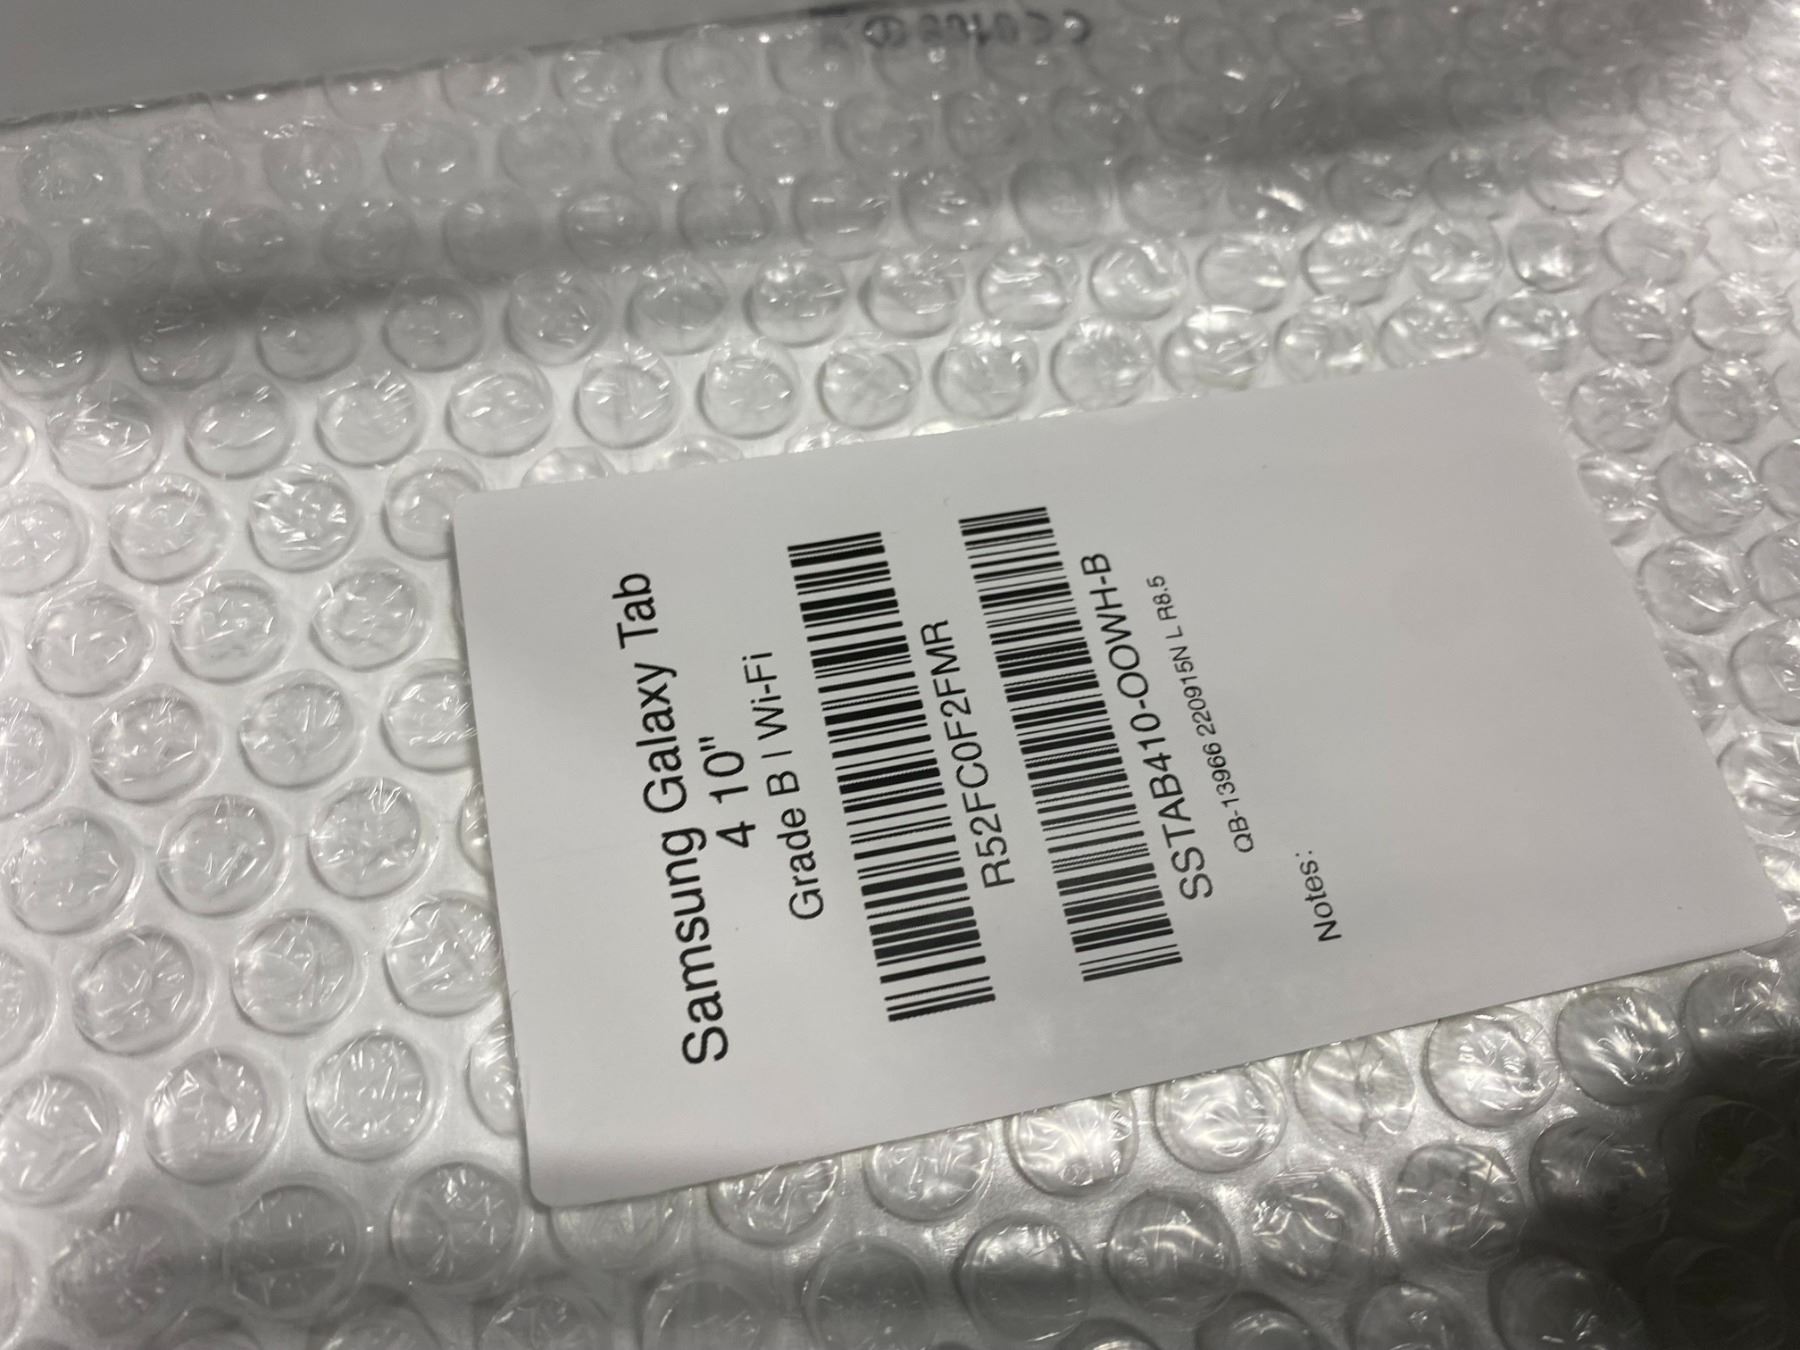 Samsung Galaxy Tab
4 10"
Grade B | Wi-Fi
R52FC0F2FMR
SSTAB410-OOWH-B
QB-13966 220915N L R8.5
Notes: